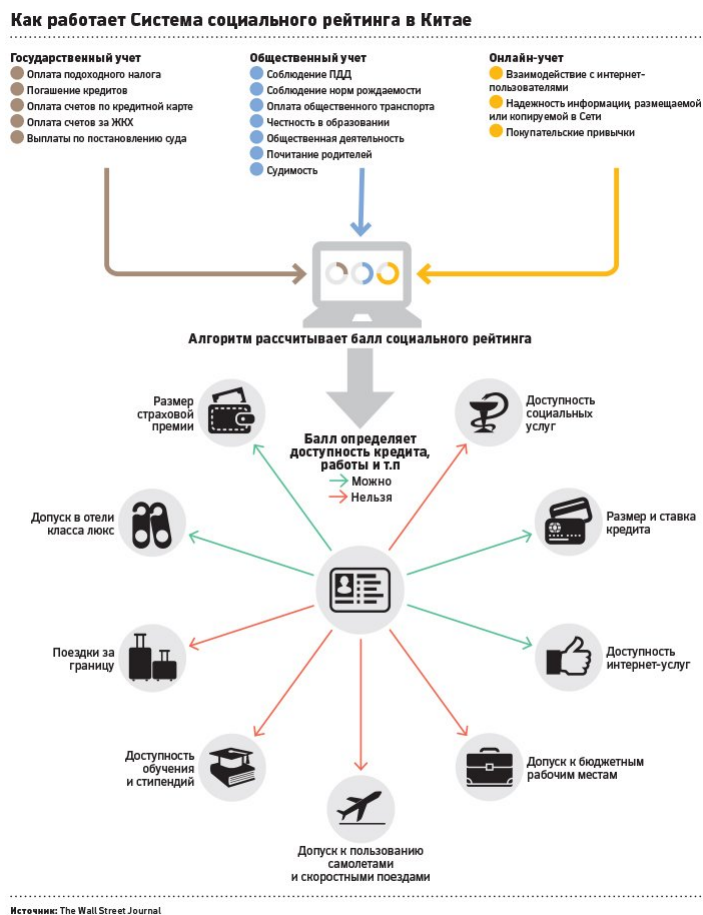 Как работает Система социального рейтинга в Китае
Государственный учет
Оплата подоходного налога
Погашение кредитов
Оплата счетов по кредитной карте
Оплата счетов за ЖКХ
Выплаты по постановлению суда
Общественный учет
Соблюдение ПДД
Соблюдение норм рождаемости
Оплата общественного транспорта
Честность в образовании
Общественная деятельность
Почитание родителей
Судимость
Онлайн-учет
Взаимодействие с интернет-
пользователями
Надежность информации, размещаемой
или копируемой в Сети
Покупательские привычки
Алгоритм рассчитывает балл социального рейтинга
Размер
страховой
премии
Доступность
социальных
услуг
Балл определяет
доступность кредита,
работы и т.п
Можно
Нельзя
Допуск в отели
класса люкс
Размер и ставка
кредита
Поездки за
границу
Доступность
интернет-услуг
Доступность
обучения
и стипендий
Допуск к бюджетным
рабочим местам
Допуск к пользованию
самолетами
и скоростными поездами
Источник: The Wall Street Journal